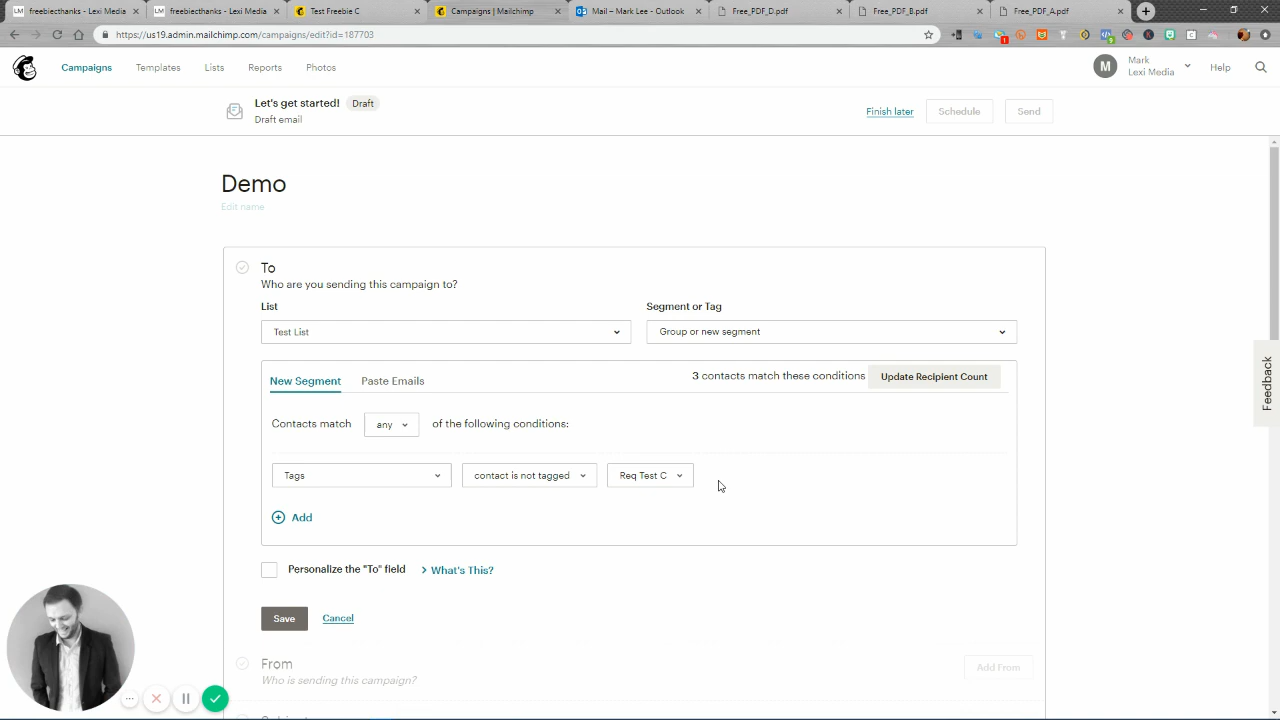 freebiecthanks - Lexi Media
freebiecthanks - Lexi Media
Test Freebie C
Campaigns | Mailchimp
Mail – Mark Lee - Outlook
Free_PDF_D.pdf
Free_PDF_B.pdf
Free_PDF_A.pdf
https://us19.admin.mailchimp.com/campaigns/edit?id=187703
Campaigns
Templates
Lists
Reports
Photos
M
Mark
Lexi Media
Help
Let's get started! Draft
Draft email
Finish later
Schedule
Send
Demo
Edit name
To
Who are you sending this campaign to?
List
Segment or Tag
Test List
Group or new segment
New Segment
Paste Emails
3 contacts match these conditions
Update Recipient Count
Contacts match any of the following conditions:
Tags
contact is not tagged
Req Test C
Add
Personalize the "To" field
What's This?
Save
Cancel
From
Who is sending this campaign?
Add From
Feedback